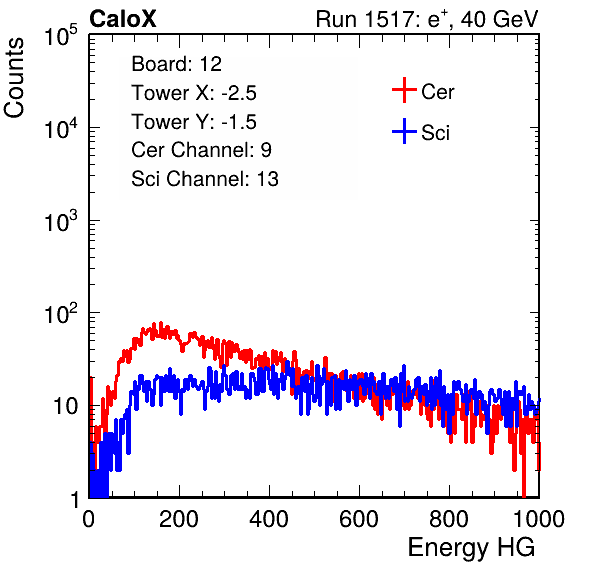 CaloX Run 1517: e⁺, 40 GeV
Counts
Board: 12
Tower X: -2.5
Tower Y: -1.5
Cer Channel: 9
Sci Channel: 13
Cer
Sci
10⁵
10⁴
10³
10²
10
1
0 200 400 600 800 1000
Energy HG